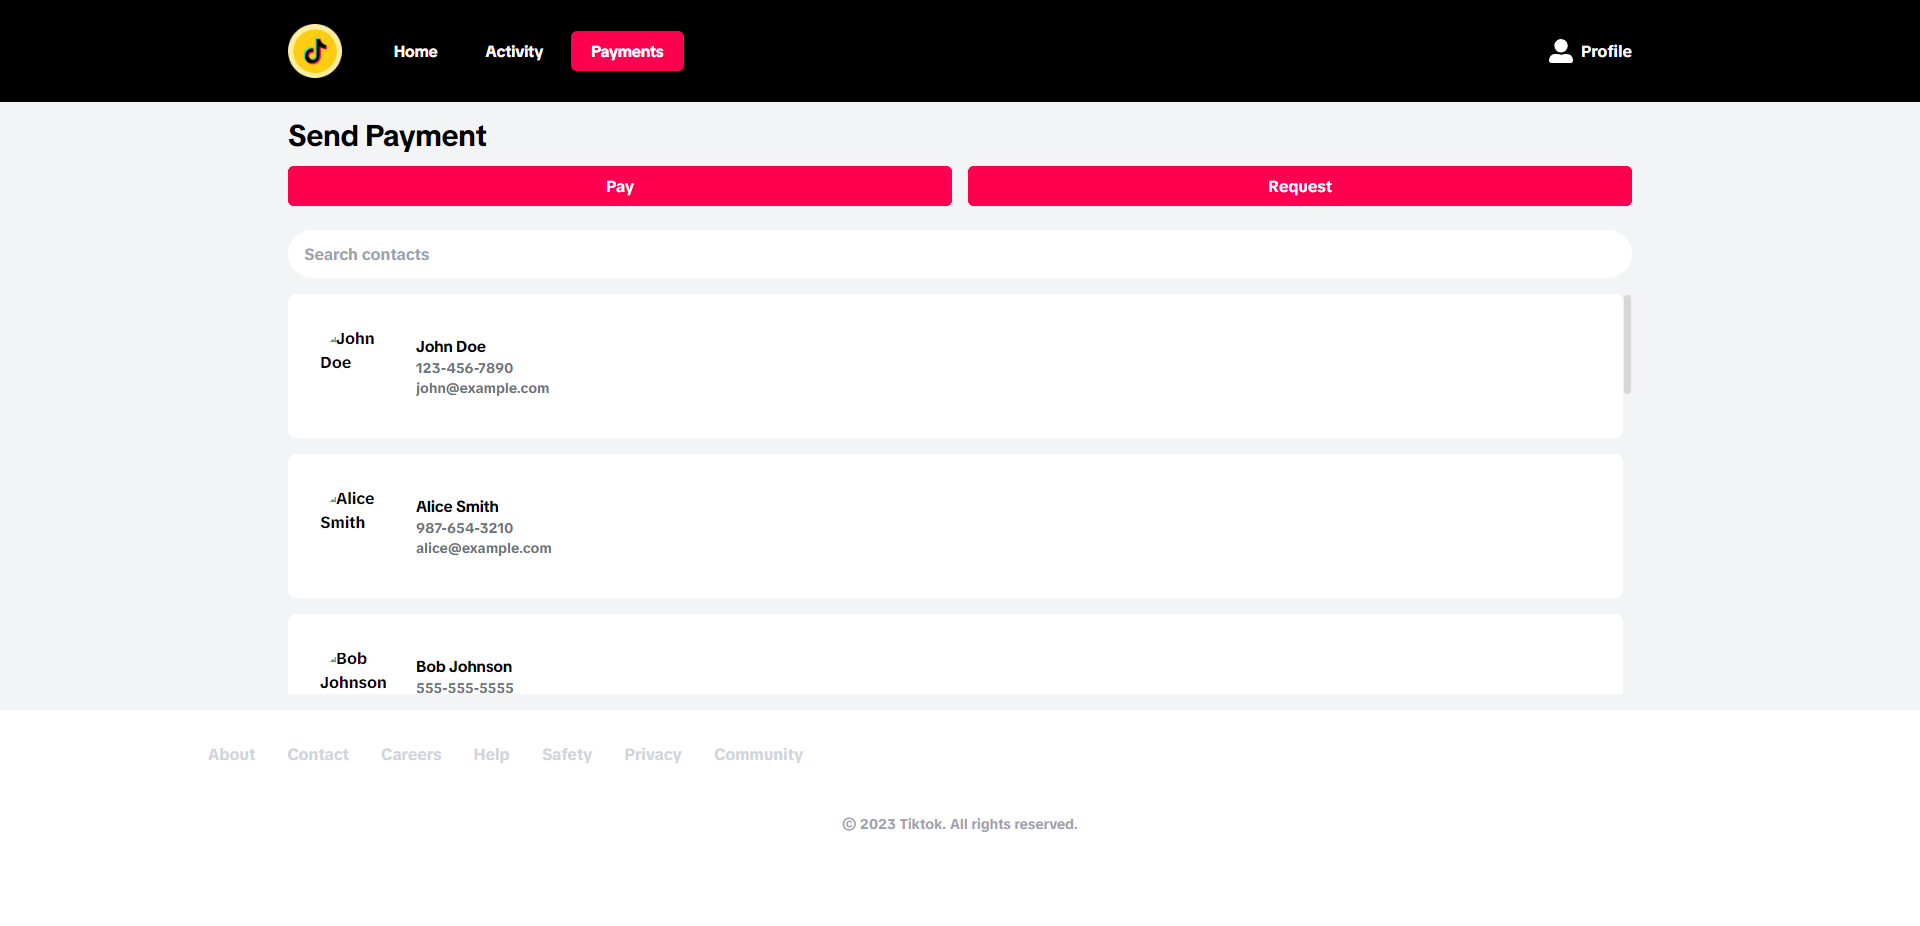 Home Activity Payments Profile
Send Payment
Pay Request
Search contacts
John
Doe
John Doe
123-456-7890
john@example.com
Alice
Smith
Alice Smith
987-654-3210
alice@example.com
Bob
Johnson
Bob Johnson
555-555-5555
About Contact Careers Help Safety Privacy Community
© 2023 Tiktok. All rights reserved.